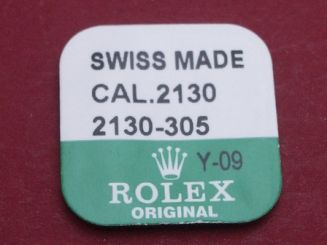 SWISS MADE
CAL.2130
2130-305
Y-09
ROLEX
ORIGINAL